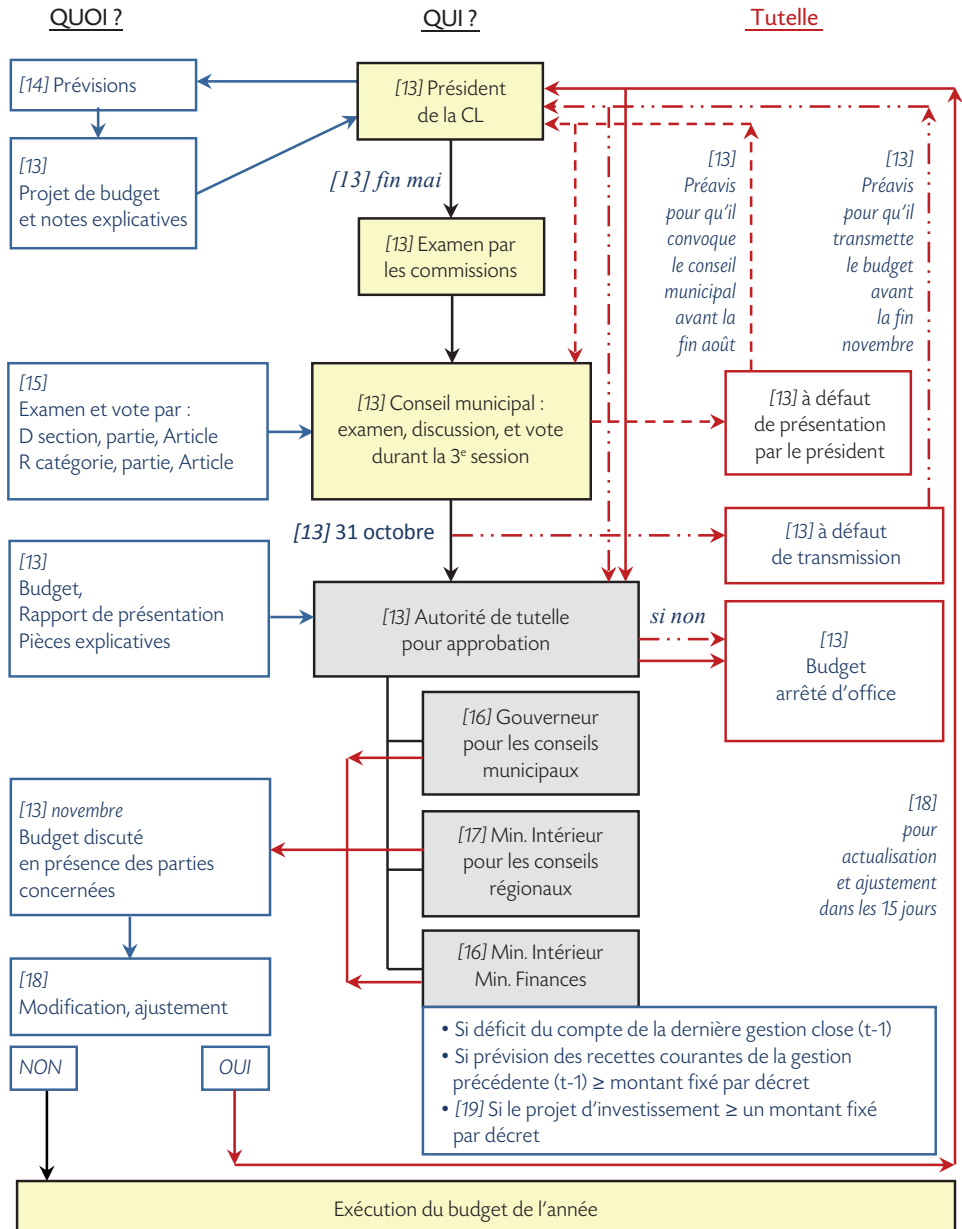 QUOI ?
QUI ?
Tutelle
[14] Prévisions
[13] Président
de la CL
[13]
Projet de budget
et notes explicatives
[13] fin mai
[13]
Préavis
pour qu'il
convoque
le conseil
municipal
avant la
fin août
[13]
Préavis
pour qu'il
transmette
le budget
avant
la fin
novembre
[13] Examen par
les commissions
[15]
Examen et vote par :
D section, partie, Article
R catégorie, partie, Article
[13] Conseil municipal :
examen, discussion, et vote
durant la 3e session
[13] à défaut
de présentation
par le président
[13] 31 octobre
[13] à défaut
de transmission
[13]
Budget,
Rapport de présentation
Pièces explicatives
[13] Autorité de tutelle
pour approbation
si non
[13]
Budget
arrêté d'office
[16] Gouverneur
pour les conseils
municipaux
[13] novembre
Budget discuté
en présence des parties
concernées
[17] Min. Intérieur
pour les conseils
régionaux
[18]
pour
actualisation
et ajustement
dans les 15 jours
[18]
Modification, ajustement
[16] Min. Intérieur
Min. Finances
• Si déficit du compte de la dernière gestion close (t-1)
• Si prévision des recettes courantes de la gestion
précédente (t-1) ≥ montant fixé par décret
• [19] Si le projet d'investissement ≥ un montant fixé
par décret
NON
OUI
Exécution du budget de l'année